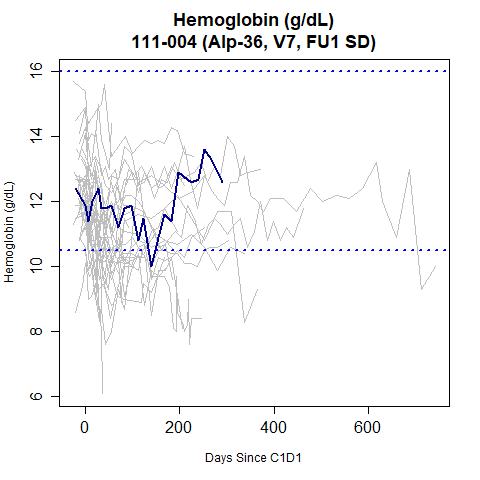 Hemoglobin (g/dL)
111-004 (Alp-36, V7, FU1 SD)
Hemoglobin (g/dL)
16
14
12
10
8
6
0
200
400
600
Days Since C1D1